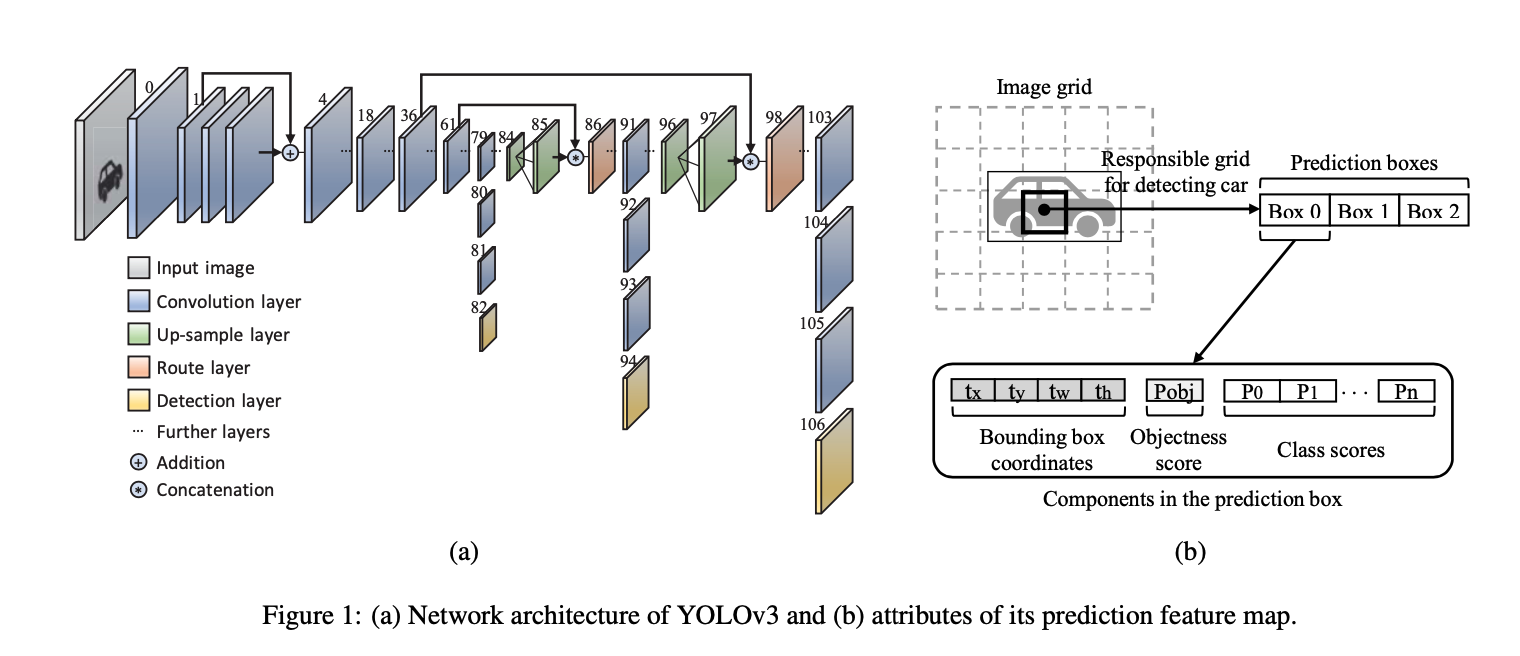 0
1
4
18
36
61
79
84
85
86
91
96
97
98
103
80
81
82
92
93
94
104
105
106
Input image
Convolution layer
Up-sample layer
Route layer
Detection layer
··· Further layers
+ Addition
* Concatenation
(a)
Image grid
Responsible grid
for detecting car
Prediction boxes
Box 0 Box 1 Box 2
tx ty tw th Pobj P0 P1 ··· Pn
Bounding box
coordinates
Objectness
score
Class scores
Components in the prediction box
(b)
Figure 1: (a) Network architecture of YOLOv3 and (b) attributes of its prediction feature map.